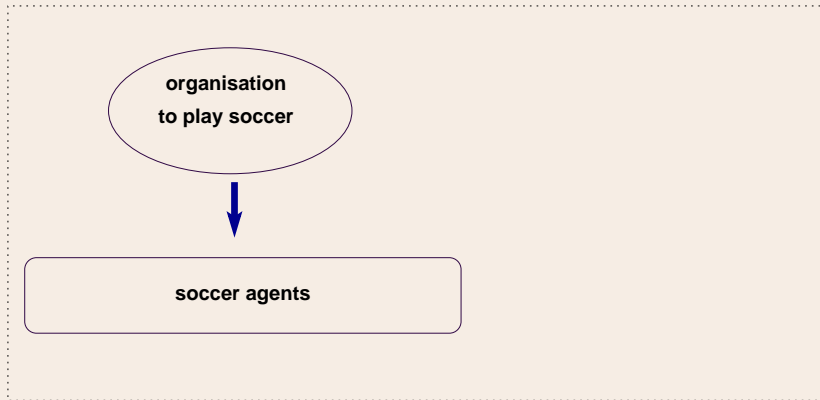 organisation
to play soccer
soccer agents